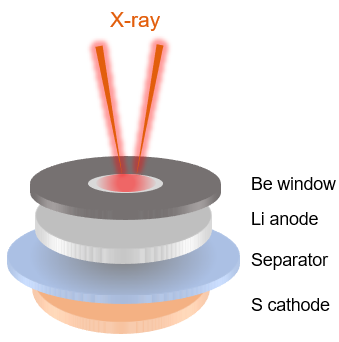 X-ray
Be window
Li anode
Separator
S cathode